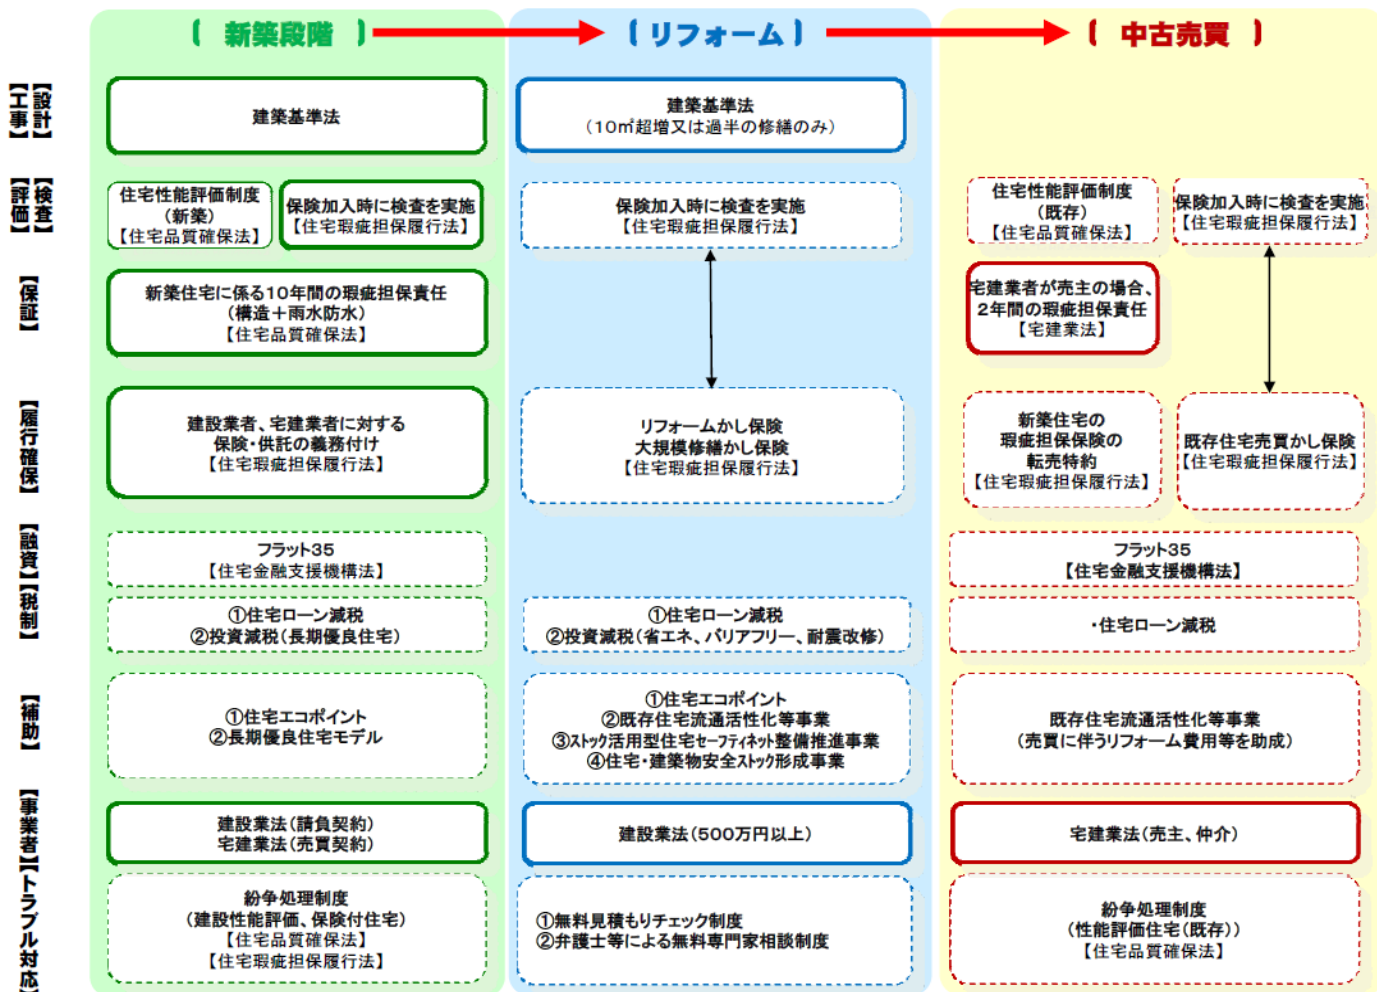 【 新築段階 】
【 リフォーム 】
【 中古売買 】
【設計】
【工事】
建築基準法
建築基準法
(10㎡超増又は過半の修繕のみ)
【検査】
【評価】
住宅性能評価制度
(新築)
【住宅品質確保法】
保険加入時に検査を実施
【住宅瑕疵担保履行法】
保険加入時に検査を実施
【住宅瑕疵担保履行法】
住宅性能評価制度
(既存)
【住宅品質確保法】
保険加入時に検査を実施
【住宅瑕疵担保履行法】
【保証】
新築住宅に係る10年間の瑕疵担保責任
(構造+雨水防水)
【住宅品質確保法】
宅建業者が売主の場合、
2年間の瑕疵担保責任
【宅建業法】
【履行確保】
建設業者、宅建業者に対する
保険・供託の義務付け
【住宅瑕疵担保履行法】
リフォームかし保険
大規模修繕かし保険
【住宅瑕疵担保履行法】
新築住宅の
瑕疵担保保険の
転売特約
【住宅瑕疵担保履行法】
既存住宅売買かし保険
【住宅瑕疵担保履行法】
【融資】
フラット35
【住宅金融支援機構法】
フラット35
【住宅金融支援機構法】
【税制】
①住宅ローン減税
②投資減税(長期優良住宅)
①住宅ローン減税
②投資減税(省エネ、バリアフリー、耐震改修)
・住宅ローン減税
【補助】
①住宅エコポイント
②長期優良住宅モデル
①住宅エコポイント
②既存住宅流通活性化等事業
③ストック活用型住宅セーフティネット整備推進事業
④住宅・建築物安全ストック形成事業
既存住宅流通活性化等事業
(売買に伴うリフォーム費用等を助成)
【事業者】
建設業法(請負契約)
宅建業法(売買契約)
建設業法(500万円以上)
宅建業法(売主、仲介)
【トラブル対応】
紛争処理制度
(建設性能評価、保険付住宅)
【住宅品質確保法】
【住宅瑕疵担保履行法】
①無料見積もりチェック制度
②弁護士等による無料専門家相談制度
紛争処理制度
(性能評価住宅(既存))
【住宅品質確保法】